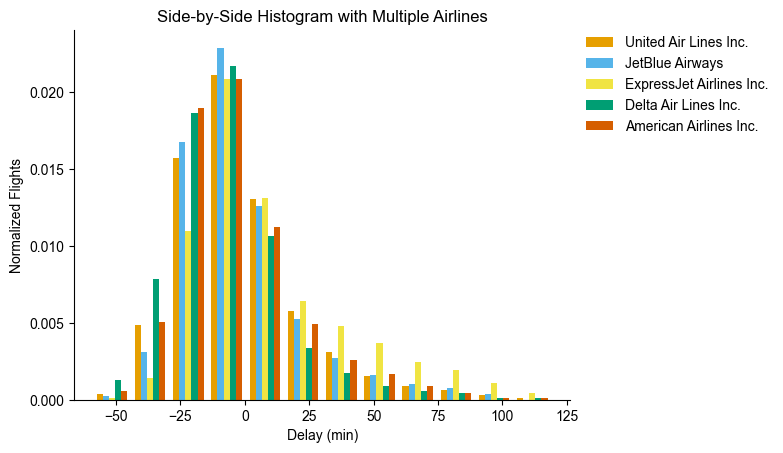 Side-by-Side Histogram with Multiple Airlines
United Air Lines Inc.
JetBlue Airways
ExpressJet Airlines Inc.
Delta Air Lines Inc.
American Airlines Inc.
Normalized Flights
0.020
0.015
0.010
0.005
0.000
−50
−25
0
25
50
75
100
125
Delay (min)